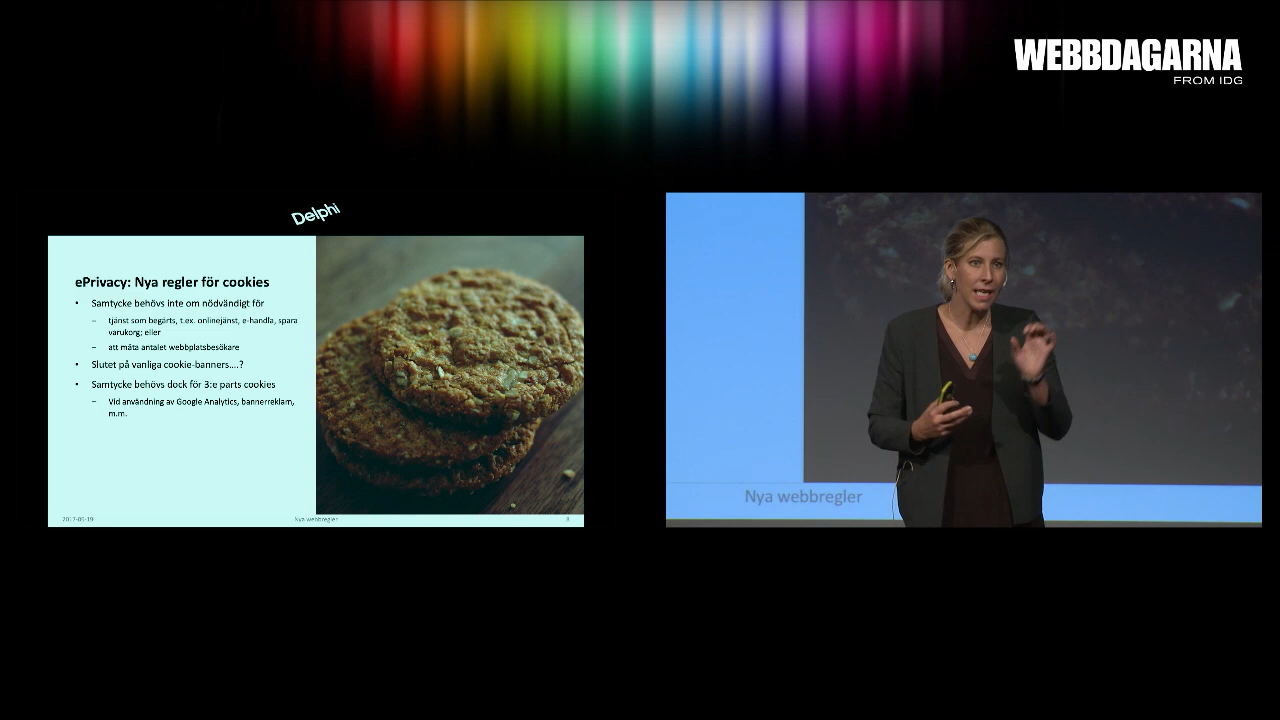 WEBBDAGARNA
FROM IDG
Delphi
ePrivacy: Nya regler för cookies
• Samtycke behövs inte om nödvändigt för
– tjänst som begärts, t.ex. onlinejänst, e-handla, spara
varukorg; eller
– att mäta antalet webbplatsbesökare
• Slutet på vanliga cookie-banners....?
• Samtycke behövs dock för 3:e parts cookies
– Vid användning av Google Analytics, bannerreklam,
m.m.
2017-05-19
Nya webbregler
8
Nya webbregler